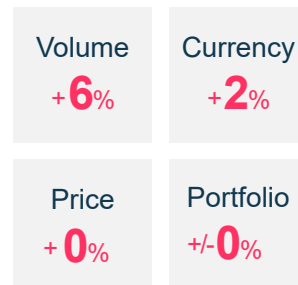 Volume
+6%
Currency
+2%
Price
+ 0%
Portfolio
+/-0%